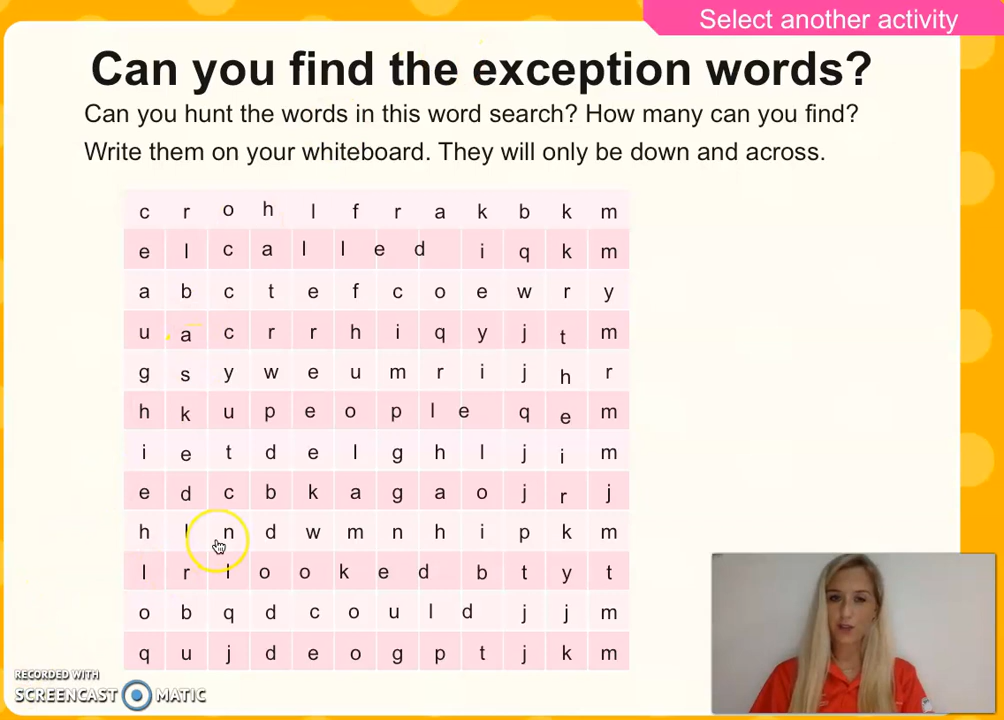 Select another activity
Can you find the exception words?
Can you hunt the words in this word search? How many can you find?
Write them on your whiteboard. They will only be down and across.
c r o h l f r a k b k m
e l c a l l e d i q k m
a b c t e f c o e w r y
u a c r r h i q y j t m
g s y w e u m r i j h r
h k u p e o p l e q e m
i e t d e l g h l j i m
e d c b k a g a o j r j
h l n d w m n h i p k m
l r l o o k e d b t y t
o b q d c o u l d j j m
q u j d e o g p t j k m
RECORDED WITH
SCREENCAST MATIC